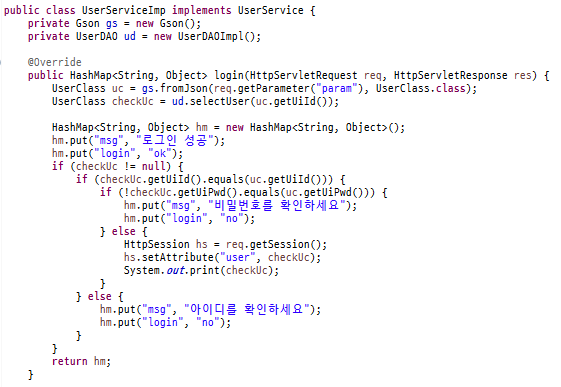 public class UserServiceImp implements UserService {
private Gson gs = new Gson();
private UserDAO ud = new UserDAOImpl();
@Override
public HashMap<String, Object> login(HttpServletRequest req, HttpServletResponse res) {
UserClass uc = gs.fromJson(req.getParameter("param"), UserClass.class);
UserClass checkUc = ud.selectUser(uc.getUiId());
HashMap<String, Object> hm = new HashMap<String, Object>();
hm.put("msg", "로그인 성공");
hm.put("login", "ok");
if (checkUc != null) {
if (checkUc.getUiId().equals(uc.getUiId())) {
if (!checkUc.getUiPwd().equals(uc.getUiPwd())) {
hm.put("msg", "비밀번호를 확인하세요");
hm.put("login", "no");
} else {
HttpSession hs = req.getSession();
hs.setAttribute("user", checkUc);
System.out.print(checkUc);
}
} else {
hm.put("msg", "아이디를 확인하세요");
hm.put("login", "no");
}
}
return hm;
}